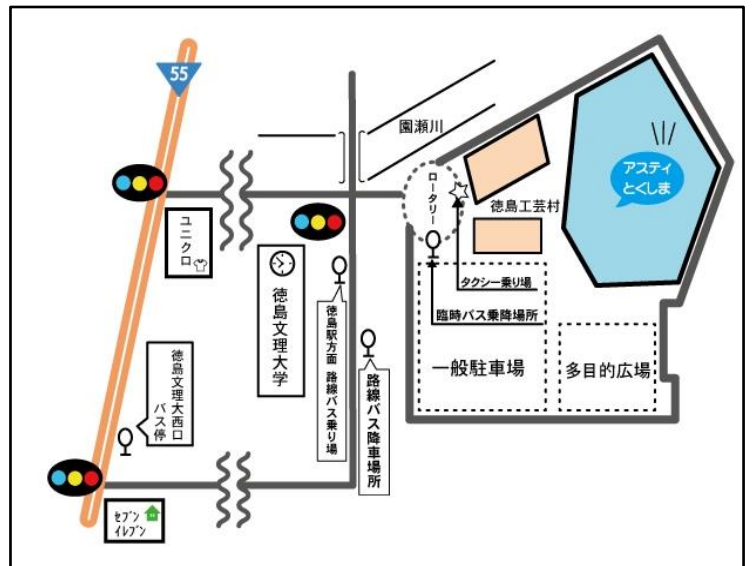 55
園瀬川
アスティ
とくしま
ロータリー
徳島工芸村
ユニクロ
徳島文理大学
タクシー乗り場
臨時バス乗降場所
徳島駅方面 路線バス乗り場
路線バス降車場所
一般駐車場
多目的広場
徳島文理大西口
バス停
セブン
イレブン